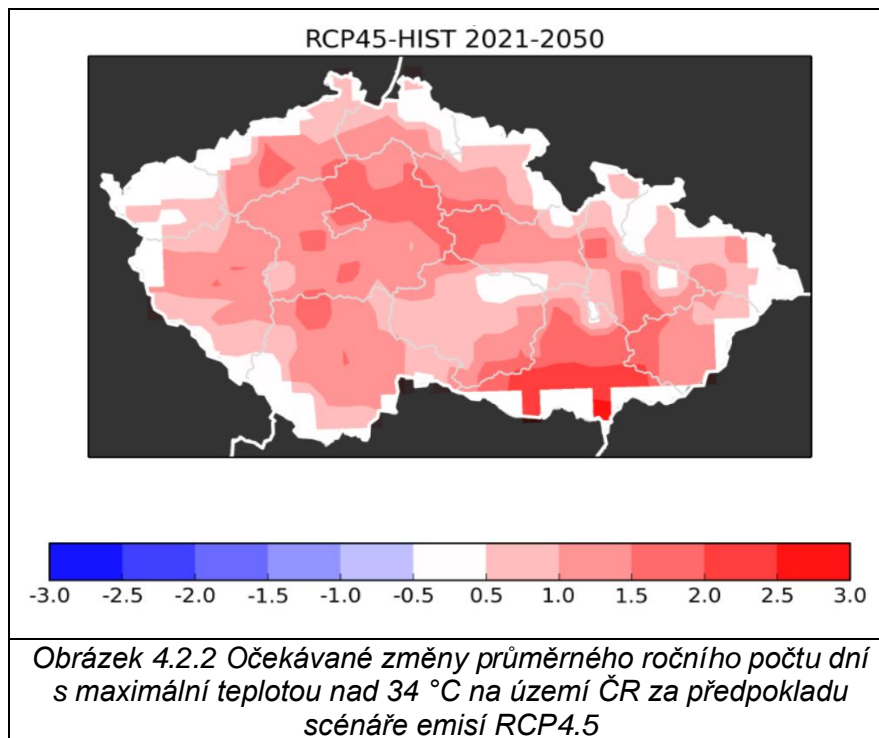 RCP45-HIST 2021-2050
-3.0 -2.5 -2.0 -1.5 -1.0 -0.5 0.5 1.0 1.5 2.0 2.5 3.0
Obrázek 4.2.2 Očekávané změny průměrného ročního počtu dní
s maximální teplotou nad 34 °C na území ČR za předpokladu
scénáře emisí RCP4.5